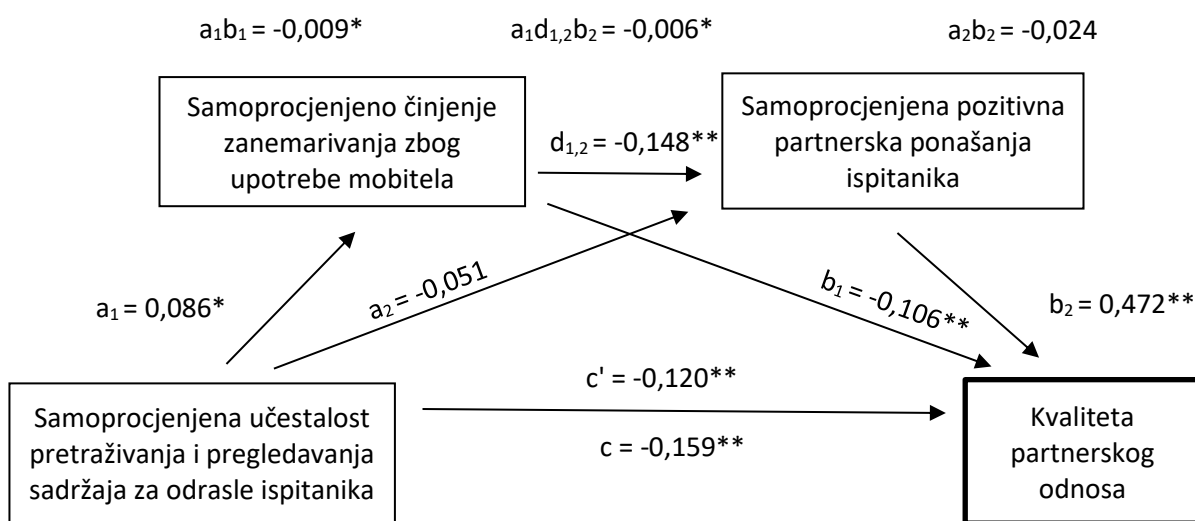 a₁b₁ = -0,009*
a₁d₁,₂b₂ = -0,006*
a₂b₂ = -0,024
Samoprocjenjeno činjenje
zanemarivanja zbog
upotrebe mobitela
d₁,₂ = -0,148**
Samoprocjenjena pozitivna
partnerska ponašanja
ispitanika
a₁ = 0,086*
a₂ = -0,051
b₁ = -0,106**
b₂ = 0,472**
Samoprocjenjena učestalost
pretraživanja i pregledavanja
sadržaja za odrasle ispitanika
c' = -0,120**
c = -0,159**
Kvaliteta
partnerskog
odnosa